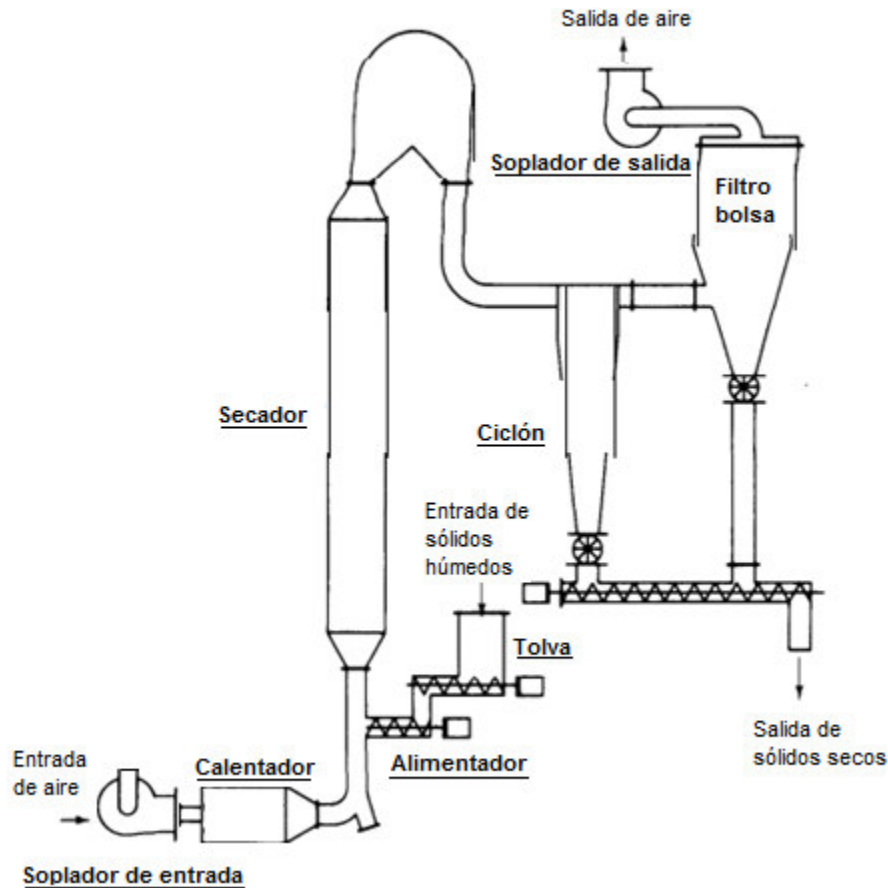 Salida de aire
Soplador de salida
Filtro
bolsa
Secador
Ciclón
Entrada de
sólidos
húmedos
Tolva
Salida de
sólidos secos
Entrada
de aire
Calentador
Alimentador
Soplador de entrada